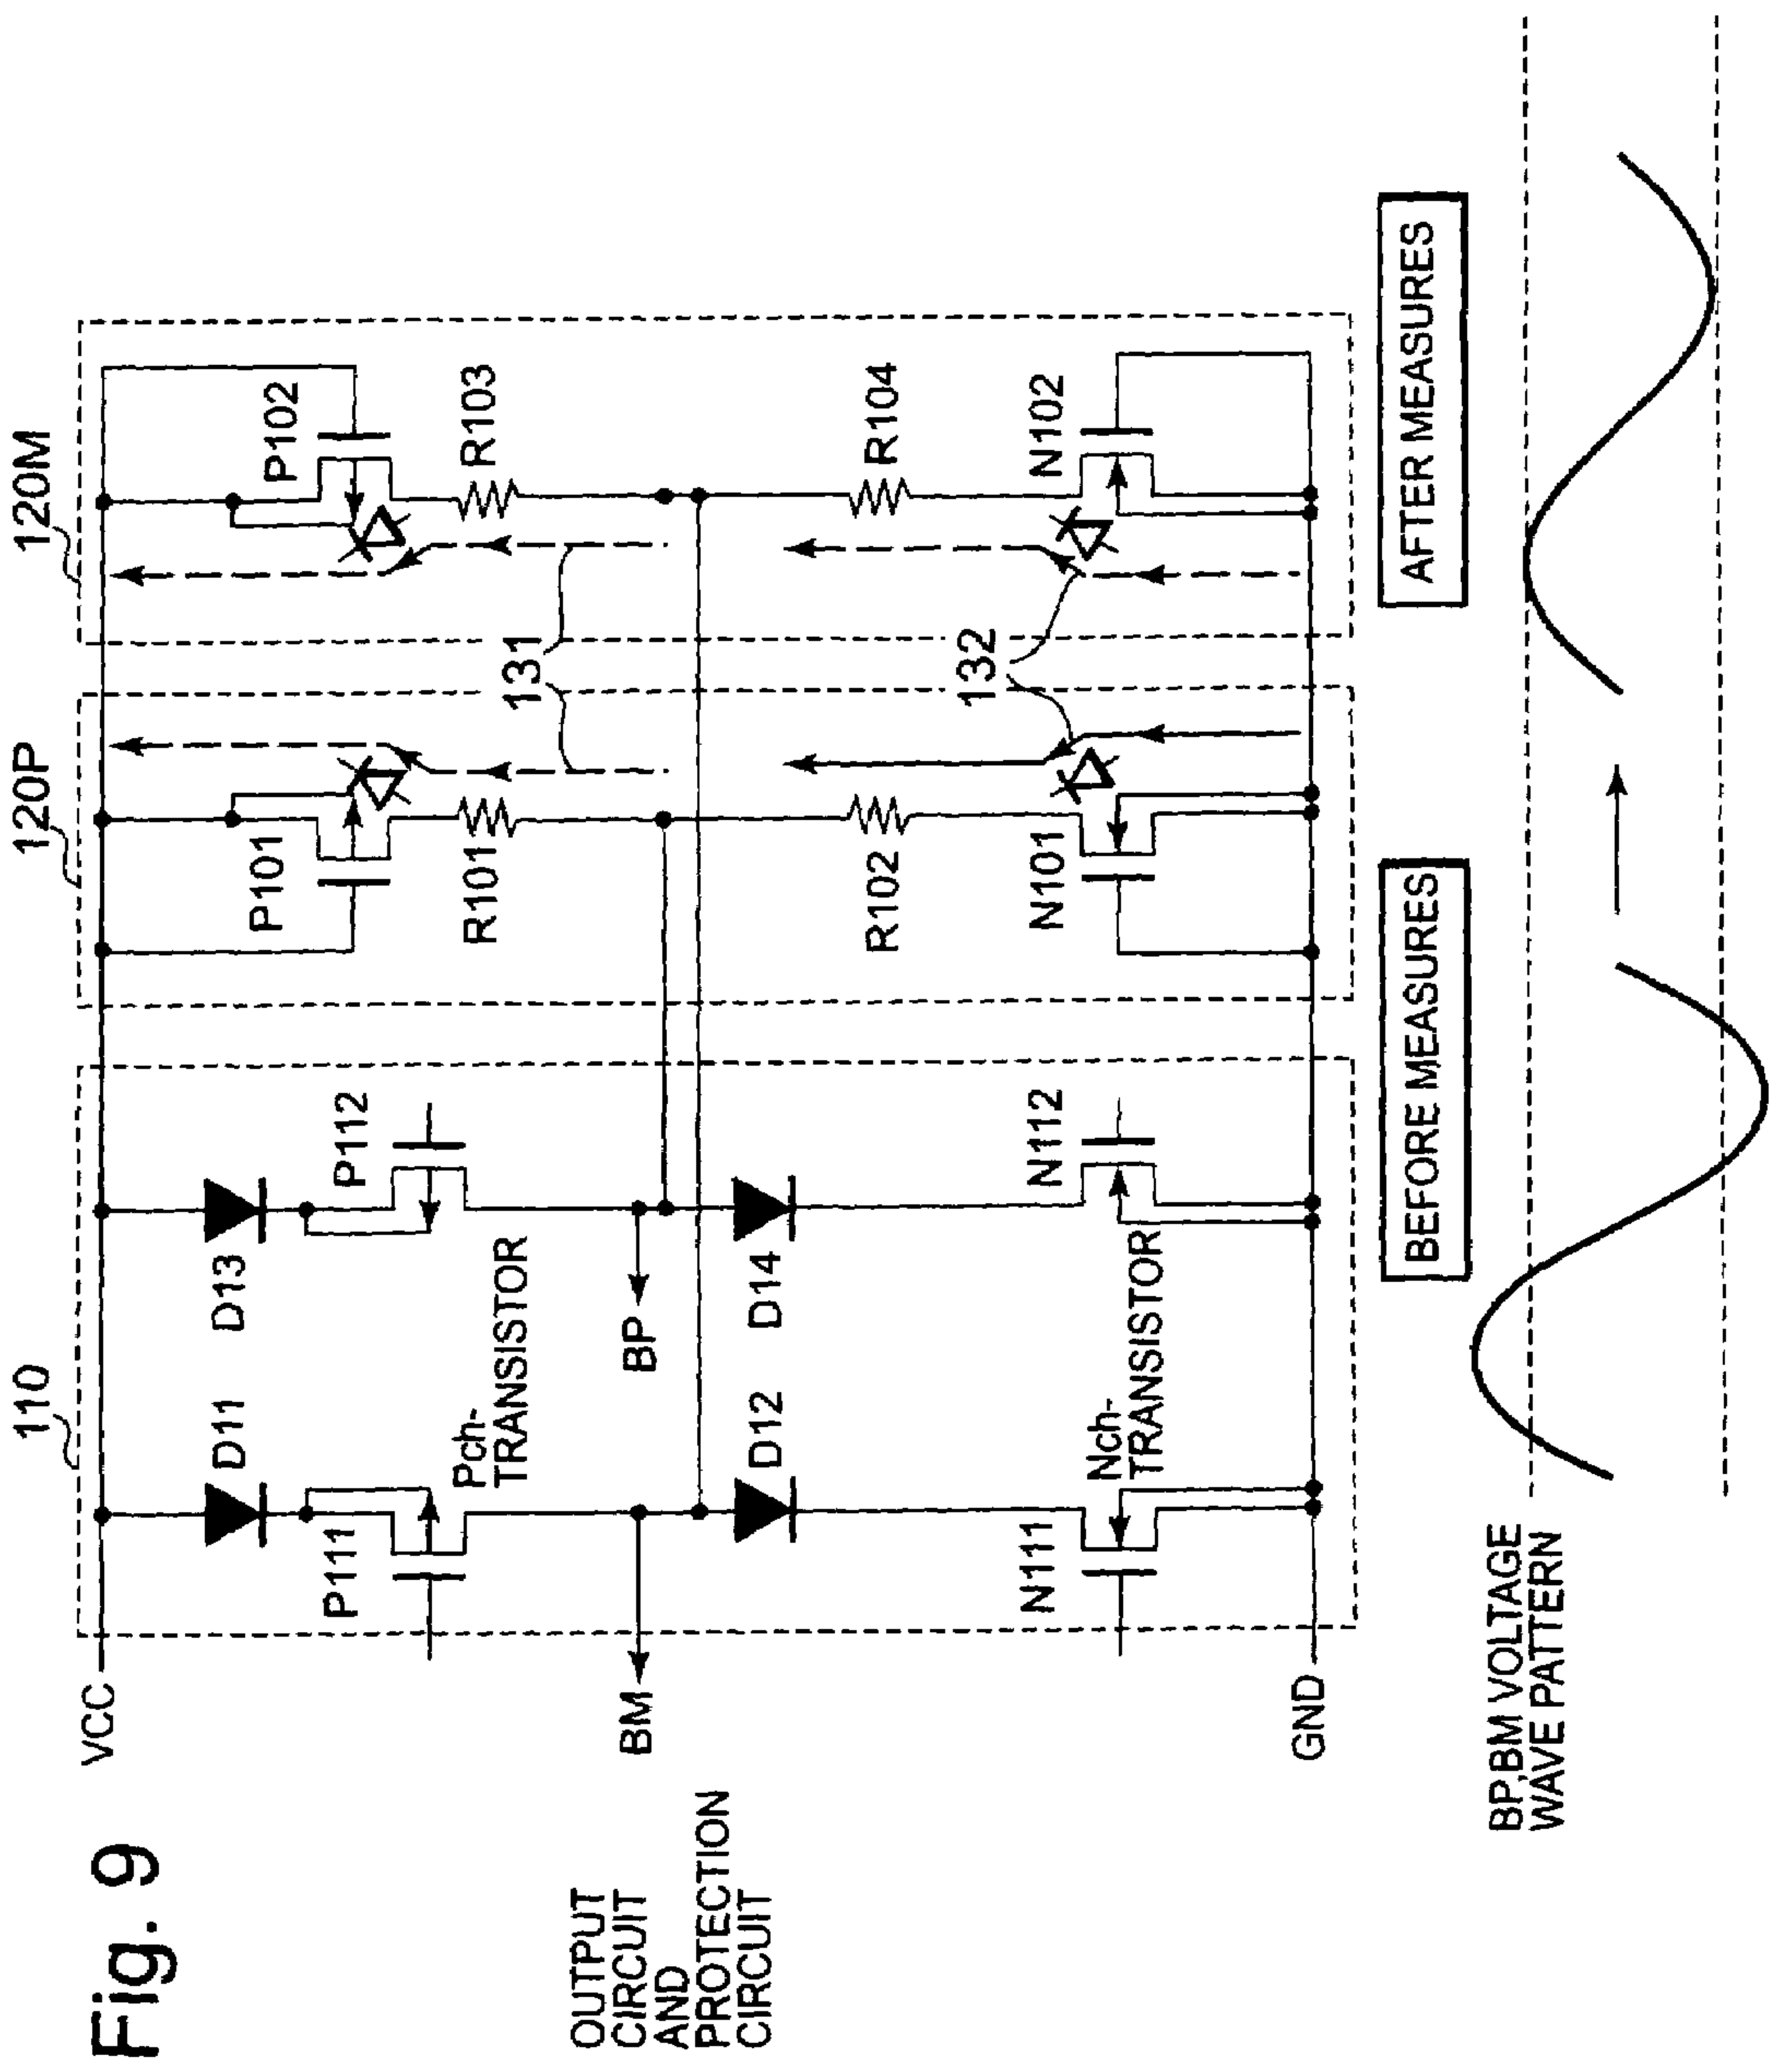 Fig. 9
OUTPUT
CIRCUIT
AND
PROTECTION
CIRCUIT
110
120P
120M
VCC
D11
D13
P111
P112
P101
P102
Pch-
TRANSISTOR
R101
R103
131
BM
BP
D12
D14
R102
R104
132
Nch-
TRANSISTOR
N111
N112
N101
N102
GND
BEFORE MEASURES
AFTER MEASURES
BP,BM VOLTAGE
WAVE PATTERN